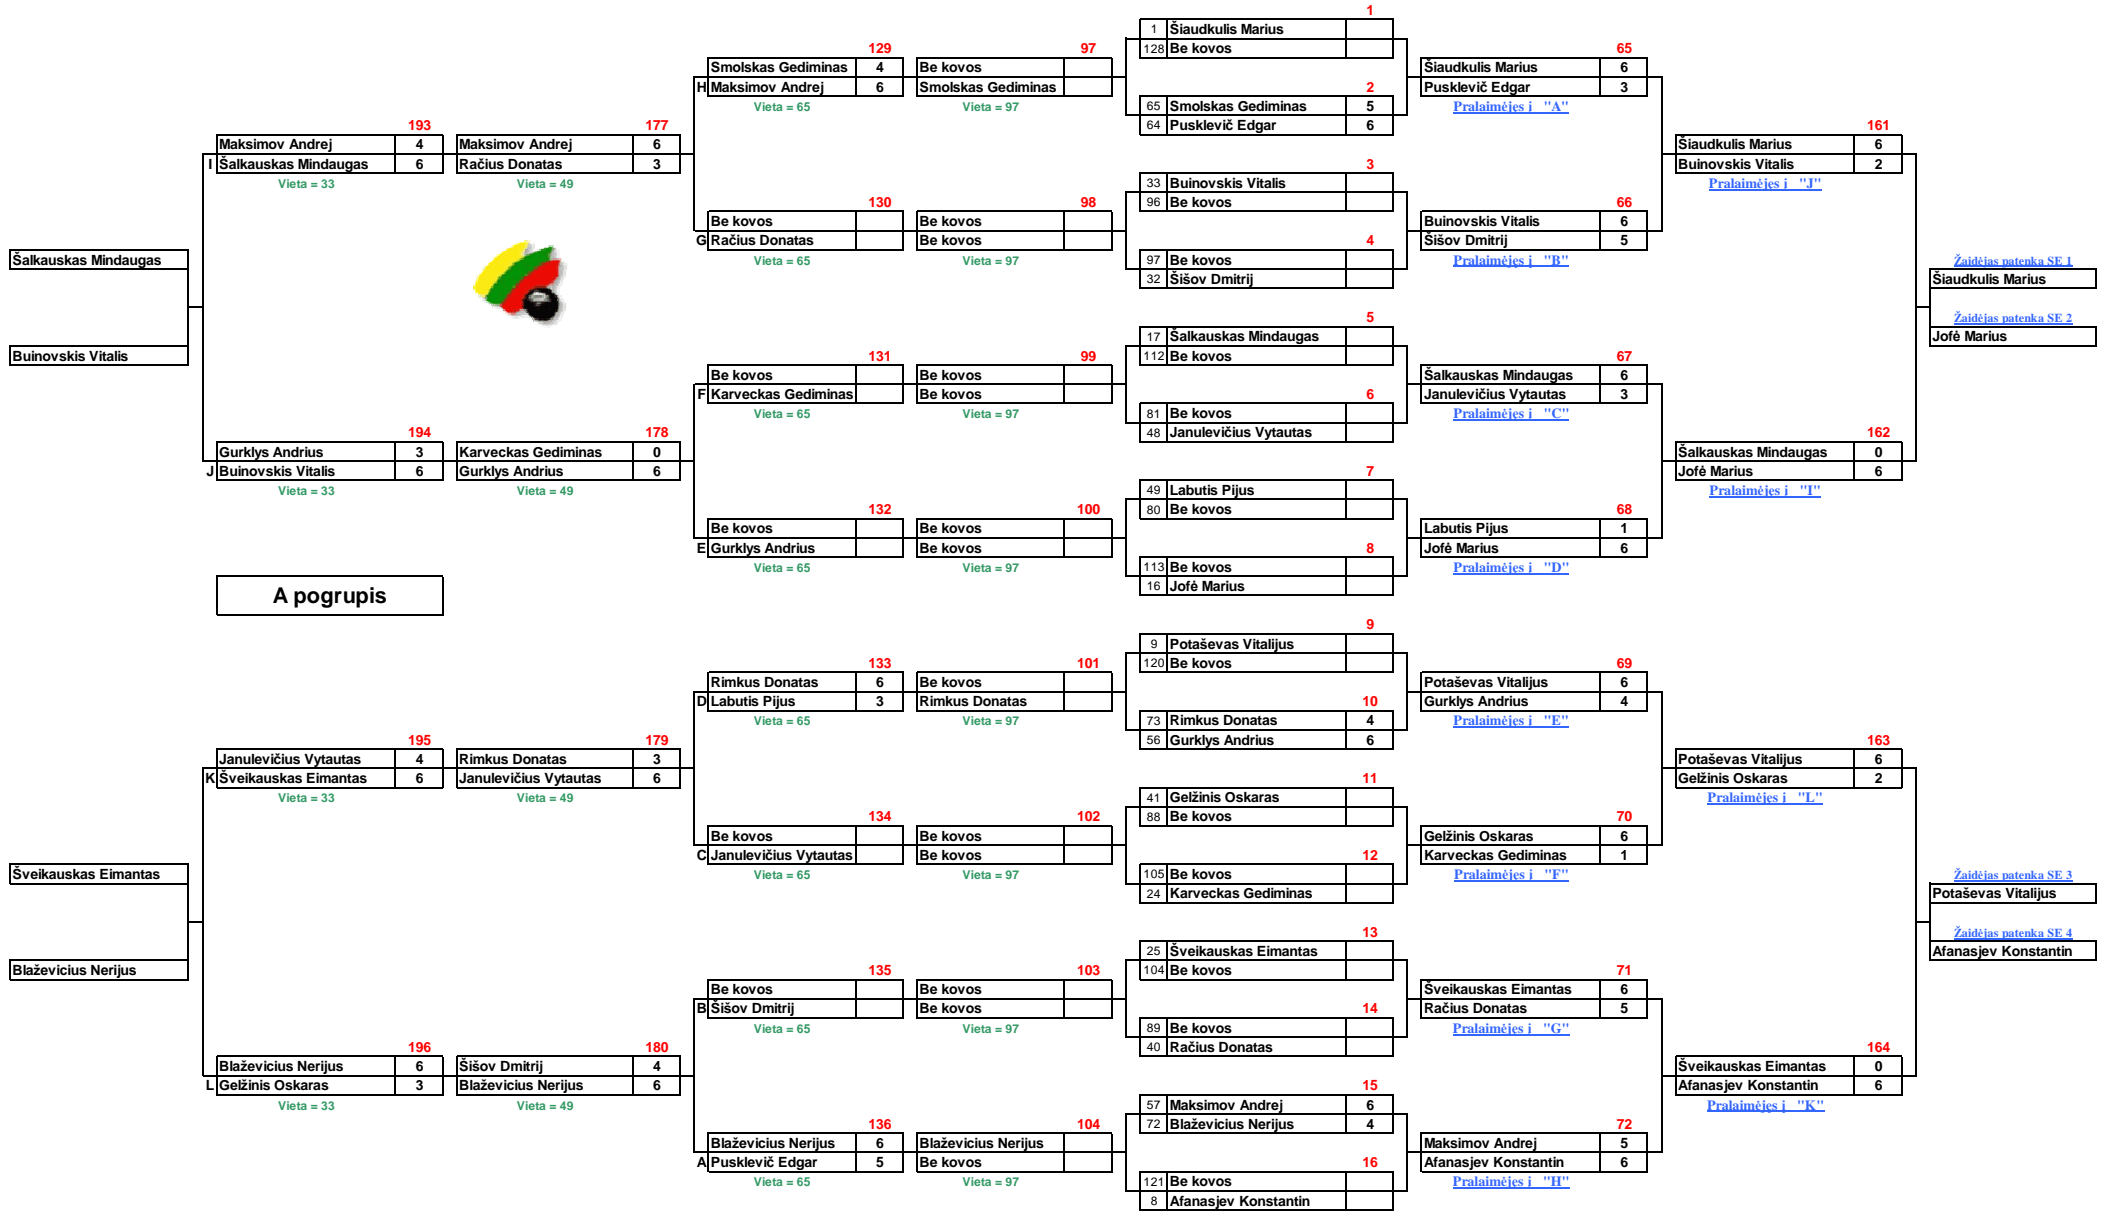 1
1 Šiaudkulis Marius
129 97 128 Be kovos 65
Smolskas Gediminas 4 Be kovos Šiaudkulis Marius 6
H Maksimov Andrej 6 Smolskas Gediminas 2 Pusklevič Edgar 3
Vieta = 65 Vieta = 97 65 Smolskas Gediminas 5 Pralaimėjęs į "A"
193 177 64 Pusklevič Edgar 6 161
Maksimov Andrej 4 Maksimov Andrej 6 Šiaudkulis Marius 6
I Šalkauskas Mindaugas 6 Račius Donatas 3 3 Buinovskis Vitalis 2
Vieta = 33 Vieta = 49 33 Buinovskis Vitalis Pralaimėjęs į "J"
130 98 96 Be kovos 66
Be kovos Be kovos Buinovskis Vitalis 6
G Račius Donatas Be kovos 4 Šišov Dmitrij 5
Šalkauskas Mindaugas Vieta = 65 Vieta = 97 97 Be kovos Pralaimėjęs į "B" Žaidėjas patenka SE 1
32 Šišov Dmitrij Šiaudkulis Marius
5 Žaidėjas patenka SE 2
17 Šalkauskas Mindaugas Jofė Marius
Buinovskis Vitalis 131 99 112 Be kovos 67
Be kovos Be kovos Šalkauskas Mindaugas 6
F Karveckas Gediminas Be kovos 6 Janulevičius Vytautas 3
Vieta = 65 Vieta = 97 81 Be kovos Pralaimėjęs į "C"
194 178 48 Janulevičius Vytautas 162
Gurklys Andrius 3 Karveckas Gediminas 0 Šalkauskas Mindaugas 0
J Buinovskis Vitalis 6 Gurklys Andrius 6 7 Jofė Marius 6
Vieta = 33 Vieta = 49 49 Labutis Pijus Pralaimėjęs į "I"
132 100 80 Be kovos 68
Be kovos Be kovos Labutis Pijus 1
E Gurklys Andrius Be kovos 8 Jofė Marius 6
Vieta = 65 Vieta = 97 113 Be kovos Pralaimėjęs į "D"
A pogrupis 16 Jofė Marius
9
9 Potaševas Vitalijus
133 101 120 Be kovos 69
Rimkus Donatas 6 Be kovos Potaševas Vitalijus 6
D Labutis Pijus 3 Rimkus Donatas 10 Gurklys Andrius 4
Vieta = 65 Vieta = 97 73 Rimkus Donatas 4 Pralaimėjęs į "E"
195 179 56 Gurklys Andrius 6 163
Janulevičius Vytautas 4 Rimkus Donatas 3 Potaševas Vitalijus 6
K Šveikauskas Eimantas 6 Janulevičius Vytautas 6 11 Gelžinis Oskaras 2
Vieta = 33 Vieta = 49 41 Gelžinis Oskaras Pralaimėjęs į "L"
134 102 88 Be kovos 70
Be kovos Be kovos Gelžinis Oskaras 6
C Janulevičius Vytautas Be kovos 12 Karveckas Gediminas 1
Šveikauskas Eimantas Vieta = 65 Vieta = 97 105 Be kovos Pralaimėjęs į "F" Žaidėjas patenka SE 3
24 Karveckas Gediminas Potaševas Vitalijus
13 Žaidėjas patenka SE 4
25 Šveikauskas Eimantas Afanasjev Konstantin
Blaževicius Nerijus 135 103 104 Be kovos 71
Be kovos Be kovos Šveikauskas Eimantas 6
B Šišov Dmitrij Be kovos 14 Račius Donatas 5
Vieta = 65 Vieta = 97 89 Be kovos Pralaimėjęs į "G"
196 180 40 Račius Donatas 164
Blaževicius Nerijus 6 Šišov Dmitrij 4 Šveikauskas Eimantas 0
L Gelžinis Oskaras 3 Blaževicius Nerijus 6 15 Afanasjev Konstantin 6
Vieta = 33 Vieta = 49 57 Maksimov Andrej 6 Pralaimėjęs į "K"
136 104 72 Blaževicius Nerijus 4 72
Blaževicius Nerijus 6 Blaževicius Nerijus Maksimov Andrej 5
A Pusklevič Edgar 5 Be kovos 16 Afanasjev Konstantin 6
Vieta = 65 Vieta = 97 121 Be kovos Pralaimėjęs į "H"
8 Afanasjev Konstantin